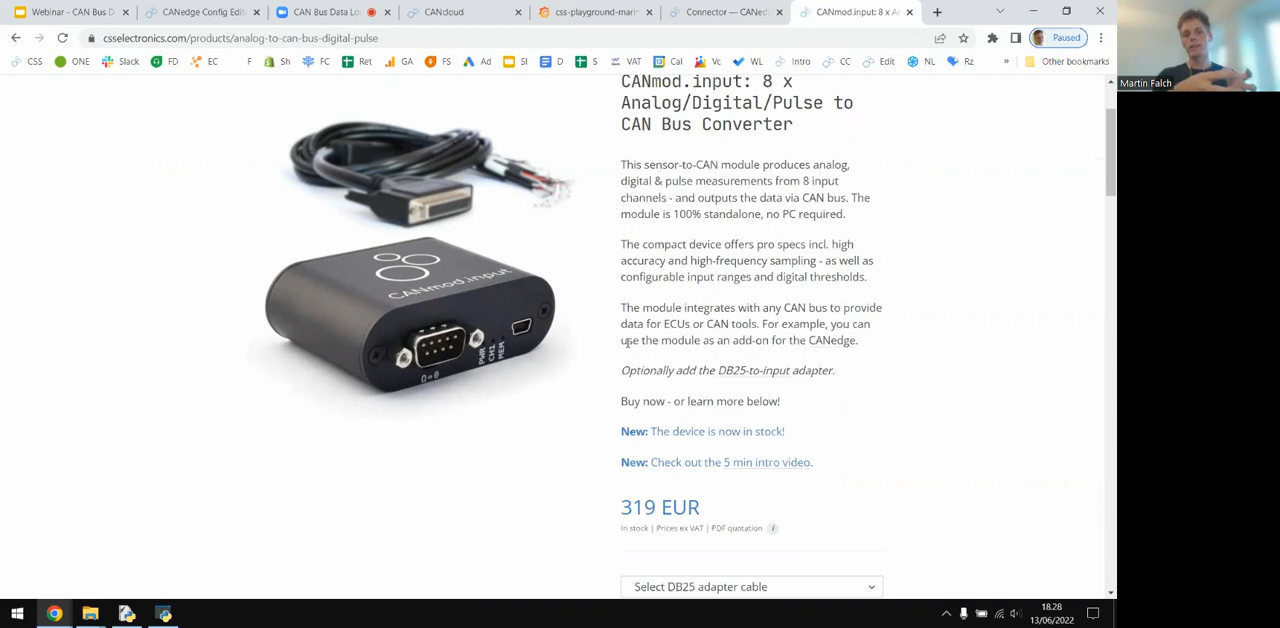 Webinar - CAN Bus D
CANedge Config Edit
CAN Bus Data Lo
CANcloud
css-playground-mart
Connector — CANed
CANmod.input: 8 x A
csselectronics.com/products/analog-to-can-bus-digital-pulse
Paused
CSS
ONE
Slack
FD
EC
F
Sh
FC
Ret
GA
FS
Ad
SI
D
S
VAT
Cal
Vc
WL
Intro
CC
Edit
NL
Rz
»
Other bookmarks
Martin Falch
CANmod.input: 8 x
Analog/Digital/Pulse to
CAN Bus Converter
This sensor-to-CAN module produces analog,
digital & pulse measurements from 8 input
channels - and outputs the data via CAN bus. The
module is 100% standalone, no PC required.
The compact device offers pro specs incl. high
accuracy and high-frequency sampling - as well as
configurable input ranges and digital thresholds.
The module integrates with any CAN bus to provide
data for ECUs or CAN tools. For example, you can
use the module as an add-on for the CANedge.
Optionally add the DB25-to-input adapter.
Buy now - or learn more below!
New: The device is now in stock!
New: Check out the 5 min intro video.
319 EUR
In stock | Prices ex VAT | PDF quotation i
Select DB25 adapter cable
CANmod.input
PWR
CH1
MEM
18.28
13/06/2022